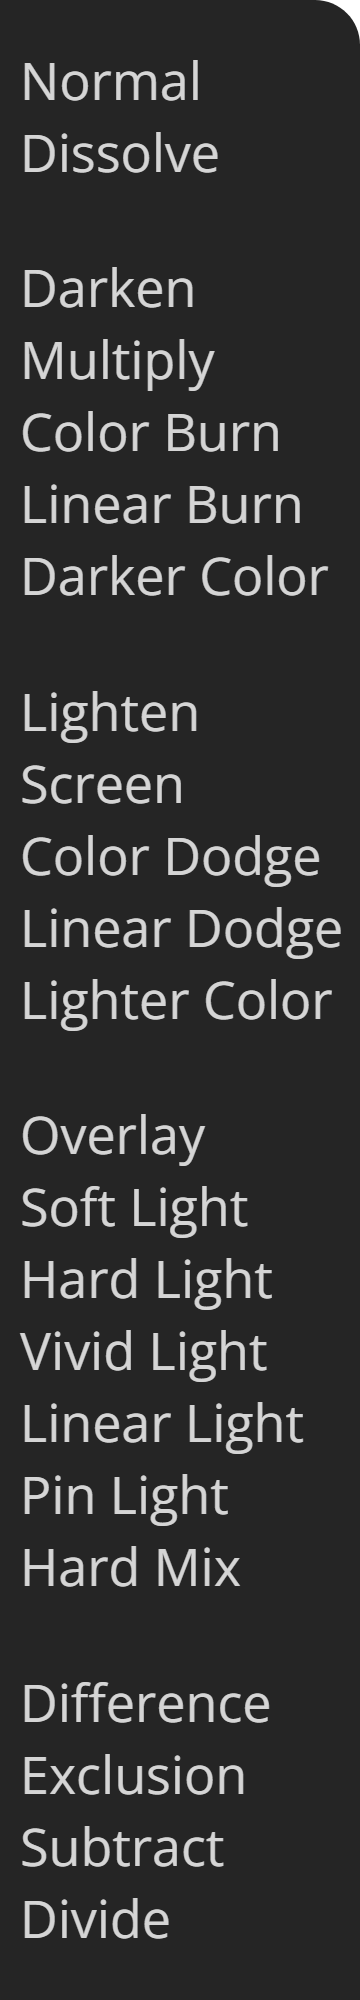 Normal
Dissolve
Darken
Multiply
Color Burn
Linear Burn
Darker Color
Lighten
Screen
Color Dodge
Linear Dodge
Lighter Color
Overlay
Soft Light
Hard Light
Vivid Light
Linear Light
Pin Light
Hard Mix
Difference
Exclusion
Subtract
Divide